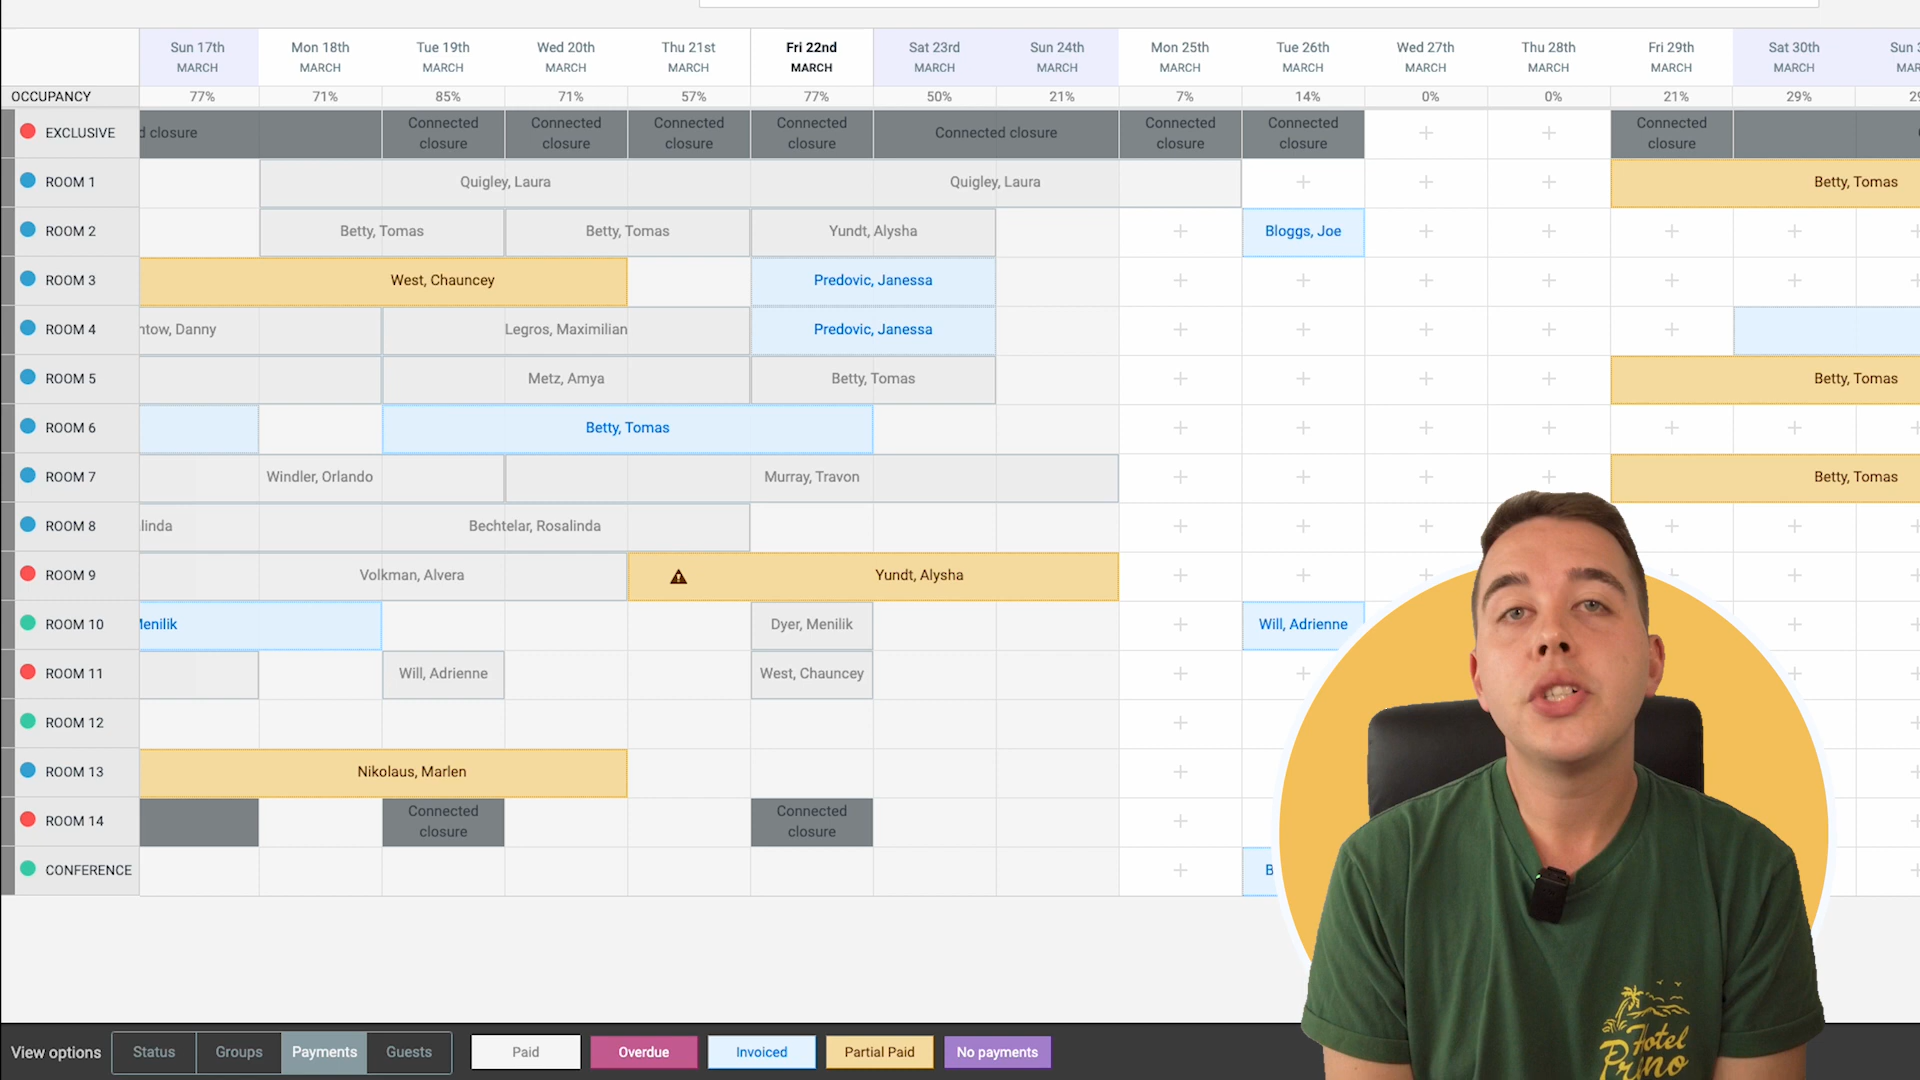 Sun 17th Mon 18th Tue 19th Wed 20th Thu 21st Fri 22nd Sat 23rd Sun 24th Mon 25th Tue 26th Wed 27th Thu 28th Fri 29th Sat 30th Sun
MARCH MARCH MARCH MARCH MARCH MARCH MARCH MARCH MARCH MARCH MARCH MARCH MARCH MARCH
OCCUPANCY 77% 71% 85% 71% 57% 77% 50% 21% 7% 14% 0% 0% 21% 29%
EXCLUSIVE d closure Connected closure Connected closure Connected closure Connected closure Connected closure Connected closure Connected closure Connected closure
ROOM 1 Quigley, Laura Quigley, Laura Betty, Tomas
ROOM 2 Betty, Tomas Betty, Tomas Yundt, Alysha Bloggs, Joe
ROOM 3 West, Chauncey Predovic, Janessa
ROOM 4 ntow, Danny Legros, Maximilian Predovic, Janessa
ROOM 5 Metz, Amya Betty, Tomas Betty, Tomas
ROOM 6 Betty, Tomas
ROOM 7 Windler, Orlando Murray, Travon Betty, Tomas
ROOM 8 linda Bechtelar, Rosalinda
ROOM 9 Volkman, Alvera Yundt, Alysha
ROOM 10 Menilik Dyer, Menilik Will, Adrienne
ROOM 11 Will, Adrienne West, Chauncey
ROOM 12
ROOM 13 Nikolaus, Marlen
ROOM 14 Connected closure Connected closure
CONFERENCE B
View options Status Groups Payments Guests Paid Overdue Invoiced Partial Paid No payments
Hotel